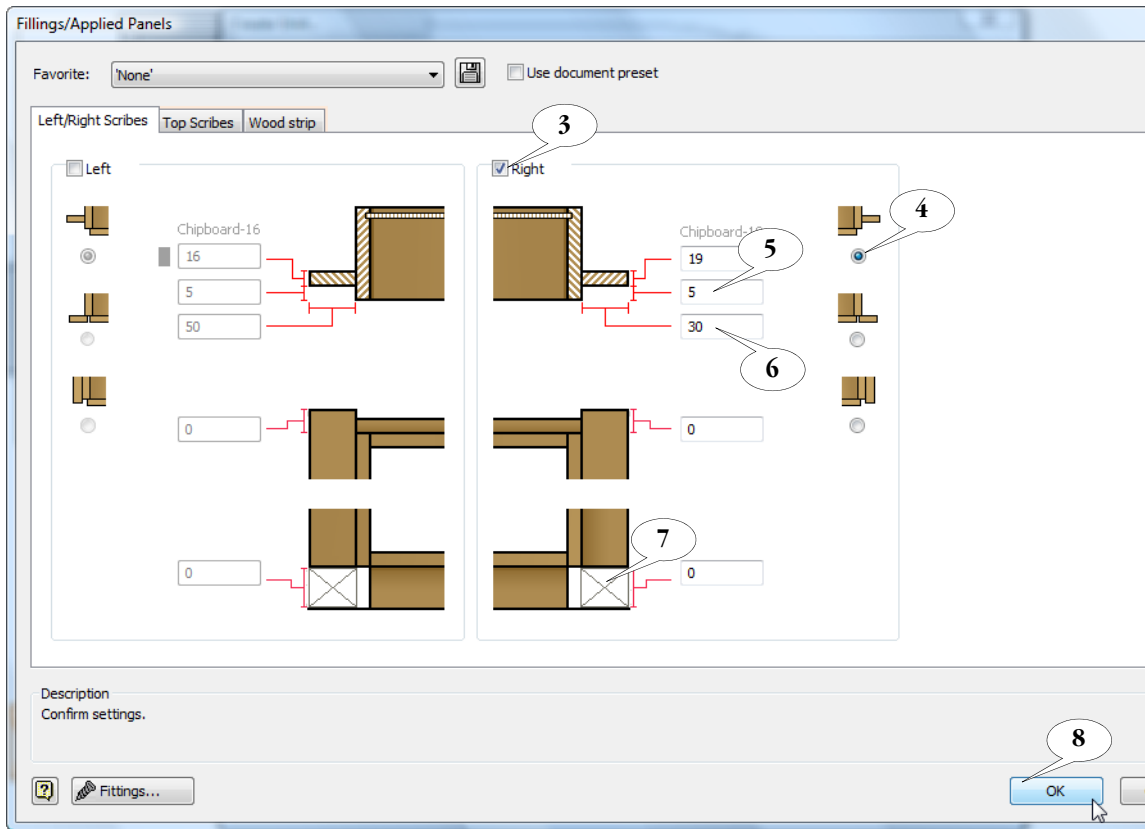 Fillings/Applied Panels
Favorite: 'None' Use document preset
Left/Right Scribes Top Scribes Wood strip
3
Left Right
4
Chipboard-16
5
16 19
5 5
50 30
6
0 0
7
0 0
Description
Confirm settings.
8
Fittings... OK